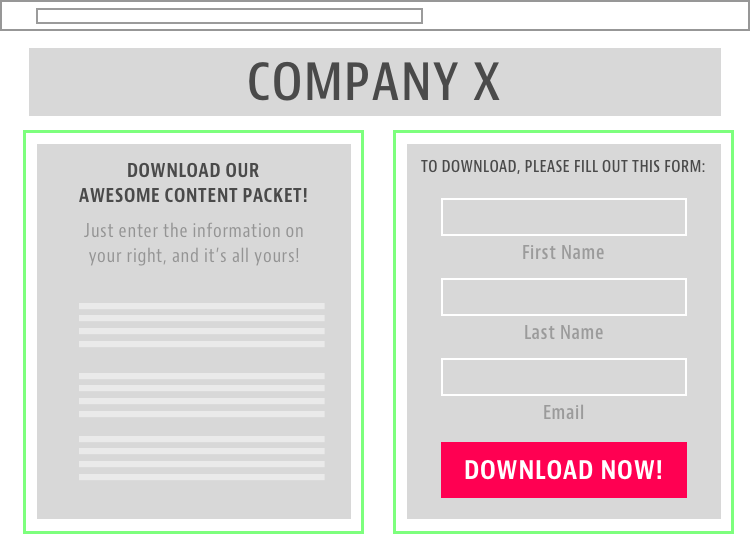 COMPANY X
DOWNLOAD OUR
AWESOME CONTENT PACKET!
Just enter the information on
your right, and it's all yours!
TO DOWNLOAD, PLEASE FILL OUT THIS FORM:
First Name
Last Name
Email
DOWNLOAD NOW!